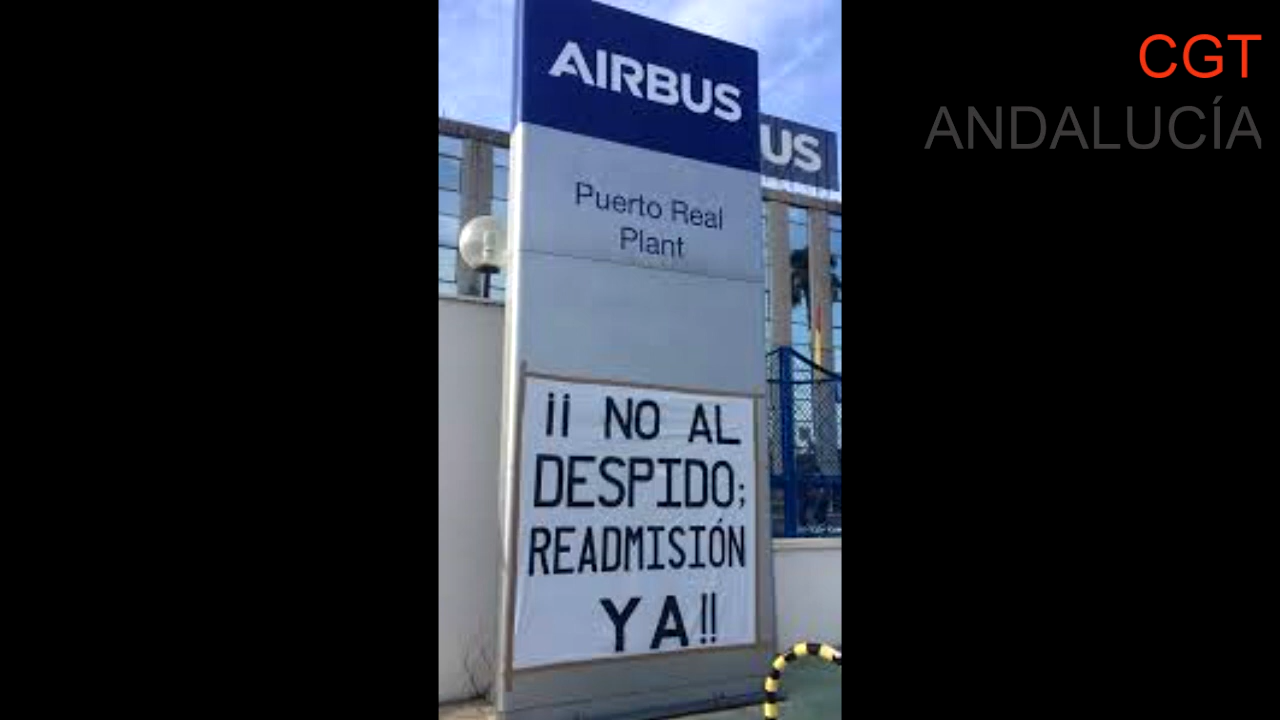 CGT
ANDALUCÍA
AIRBUS
US
Puerto Real
Plant
¡¡ NO AL
DESPIDO;
READMISIÓN
YA!!